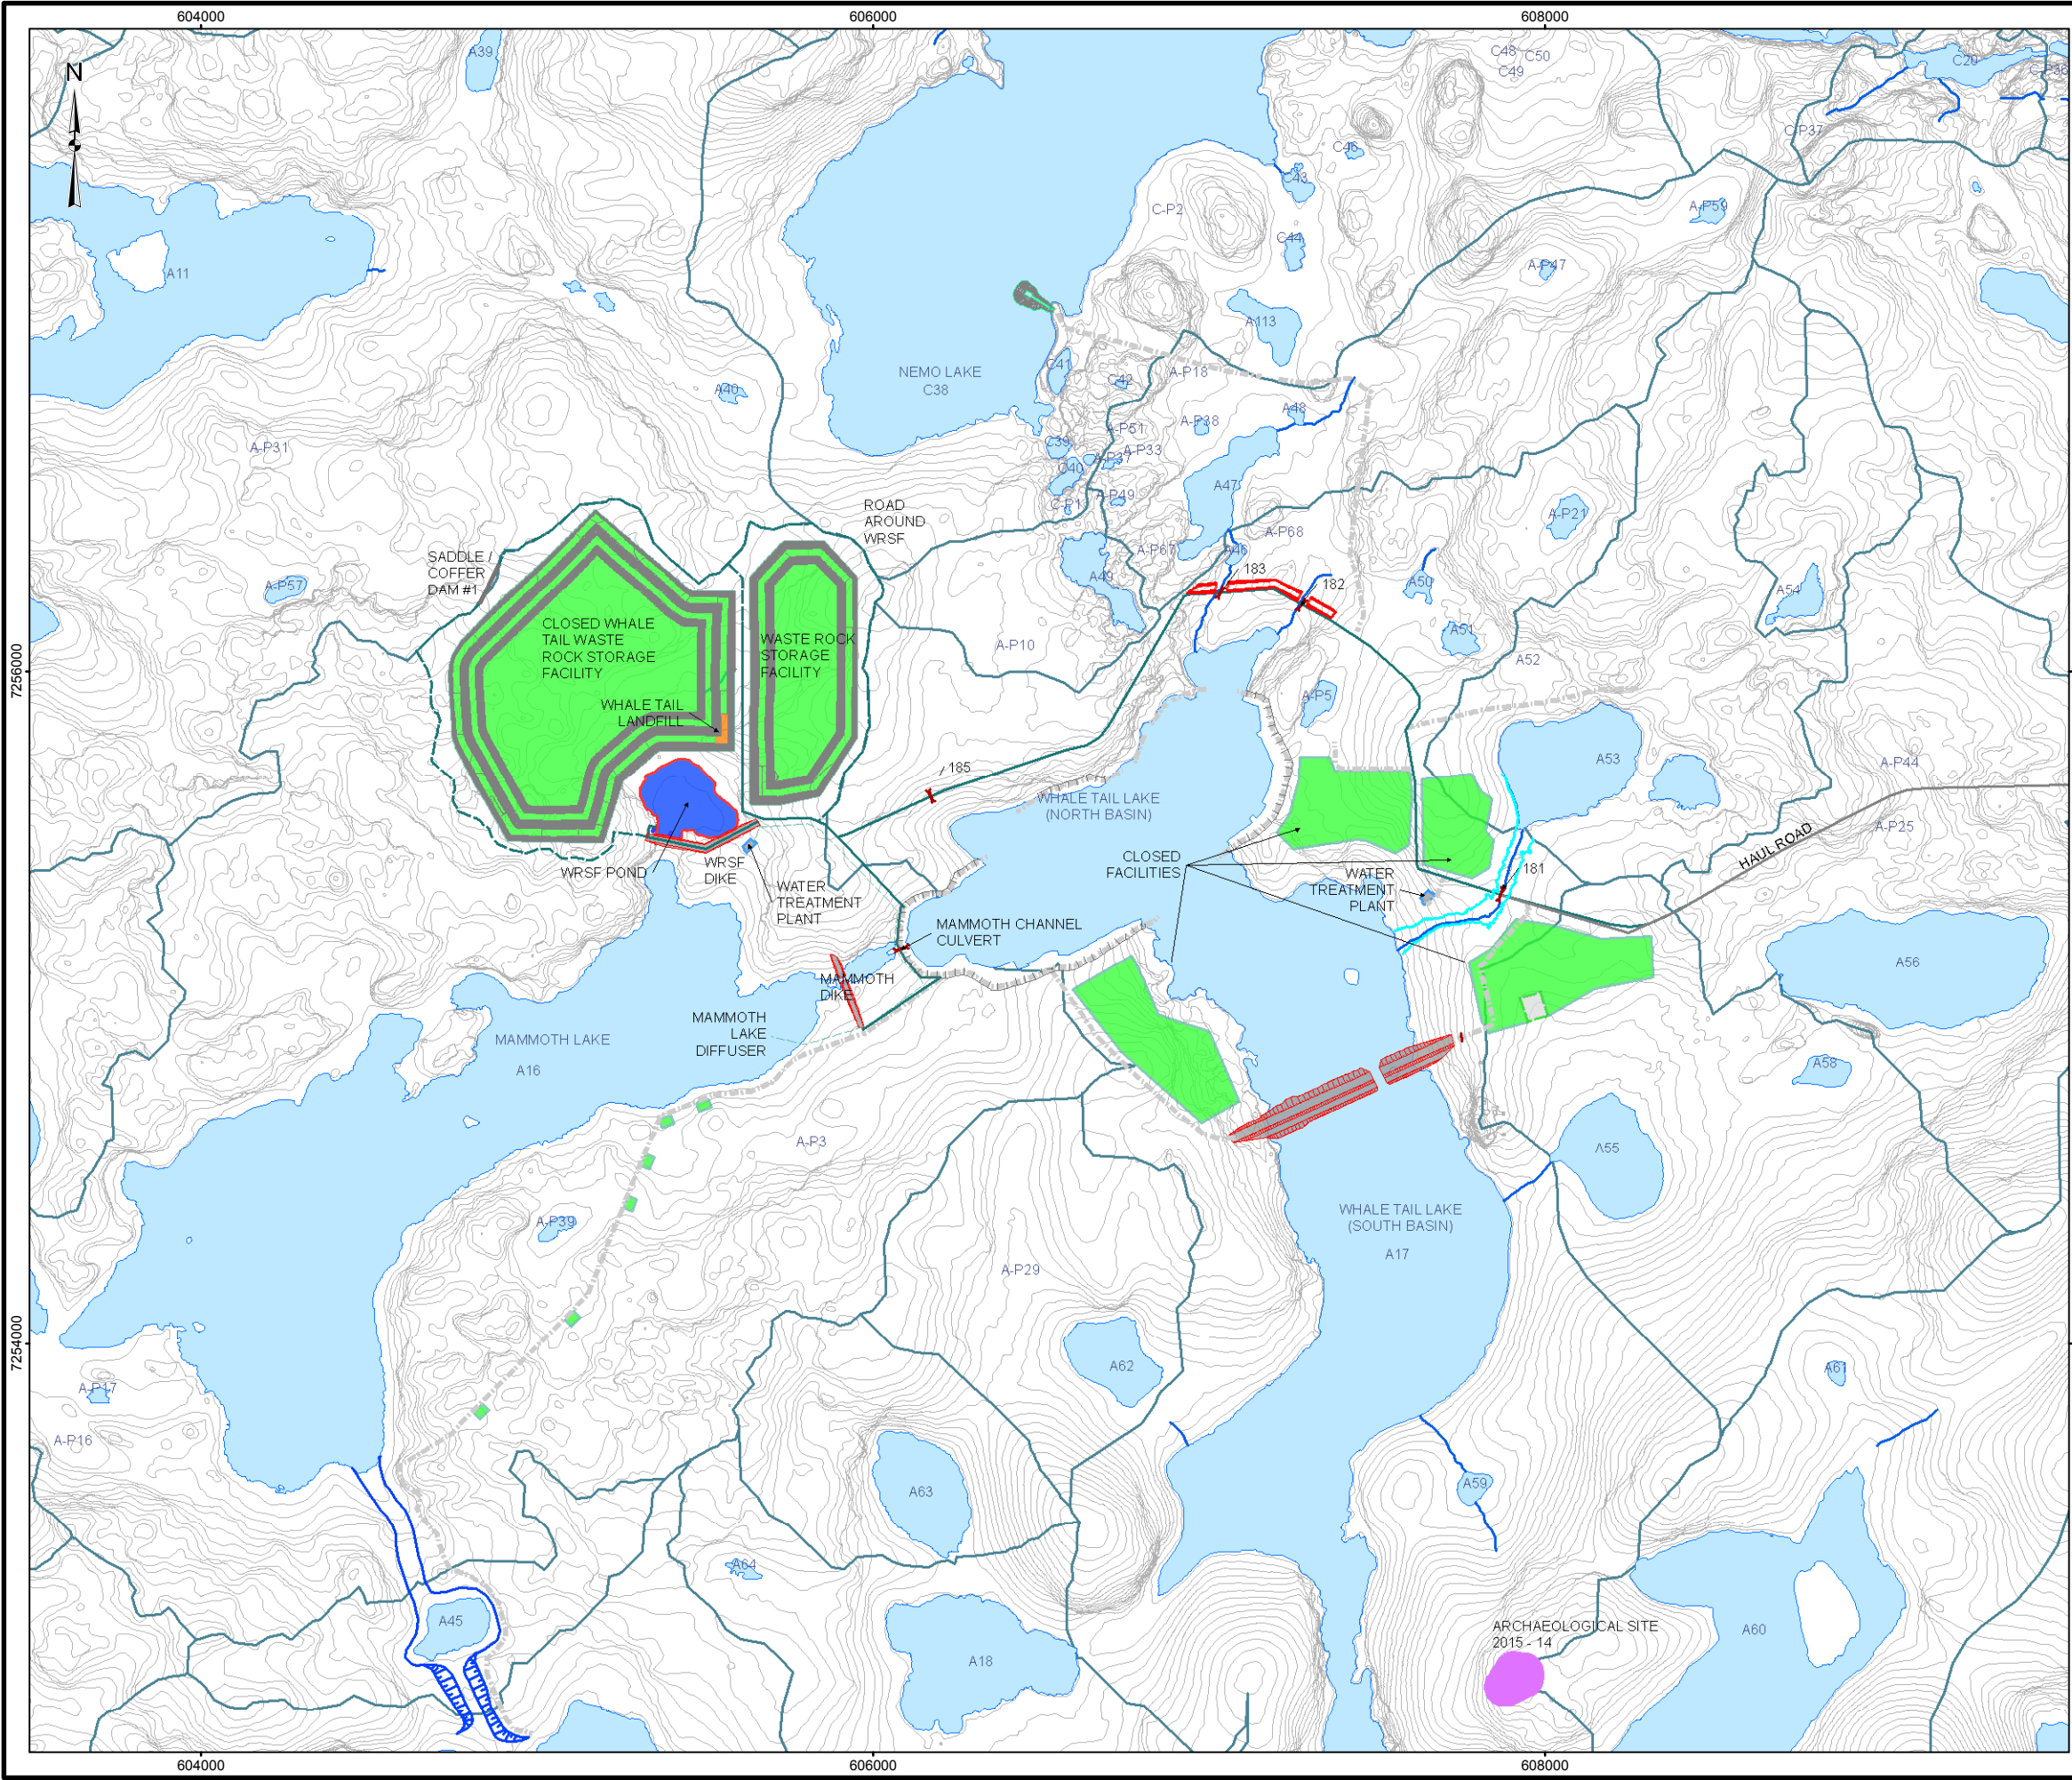 604000
606000
608000
N
A39
C48
C50
C49
C20
C-P37
C46
C43
C-P2
A-P59
C44
A-P47
A11
A113
NEMO LAKE
C38
C41
C42
A-P18
A40
A48
A-P38
A-P51
A-P31
C39
A-P33
A-P37
C40
A47
A-P49
C-P1
ROAD
AROUND
WRSF
A-P21
A-P68
SADDLE /
COFFER
DAM #1
A-P67
A46
183
182
A-P57
A49
A50
A54
CLOSED WHALE
TAIL WASTE
ROCK STORAGE
FACILITY
WASTE ROCK
STORAGE
FACILITY
A-P10
A51
A52
7256000
WHALE TAIL
LANDFILL
A-P5
A53
A-P44
185
WHALE TAIL LAKE
(NORTH BASIN)
A-P25
HAUL ROAD
CLOSED
FACILITIES
WRSF POND
WRSF
DIKE
WATER
TREATMENT
PLANT
WATER
TREATMENT
PLANT
181
MAMMOTH CHANNEL
CULVERT
A56
MAMMOTH
DIKE
MAMMOTH
LAKE
DIFFUSER
MAMMOTH LAKE
A16
A58
A-P3
A55
WHALE TAIL LAKE
(SOUTH BASIN)
A17
A-P39
A-P29
7254000
A62
A61
A-P17
A-P16
A63
A59
A64
A45
ARCHAEOLOGICAL SITE
2015 - 14
A60
A18
604000
606000
608000